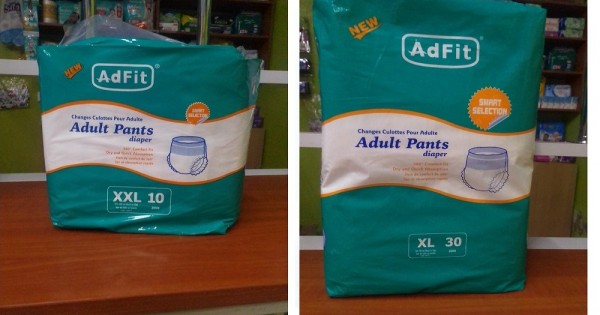 NEW
AdFit
SMART
SELECTION
Changes Culottes Pour Adulte
Adult Pants
diaper
XXL 10
NEW
AdFit
SMART
SELECTION
Changes Culottes Pour Adulte
Adult Pants
diaper
XL 30